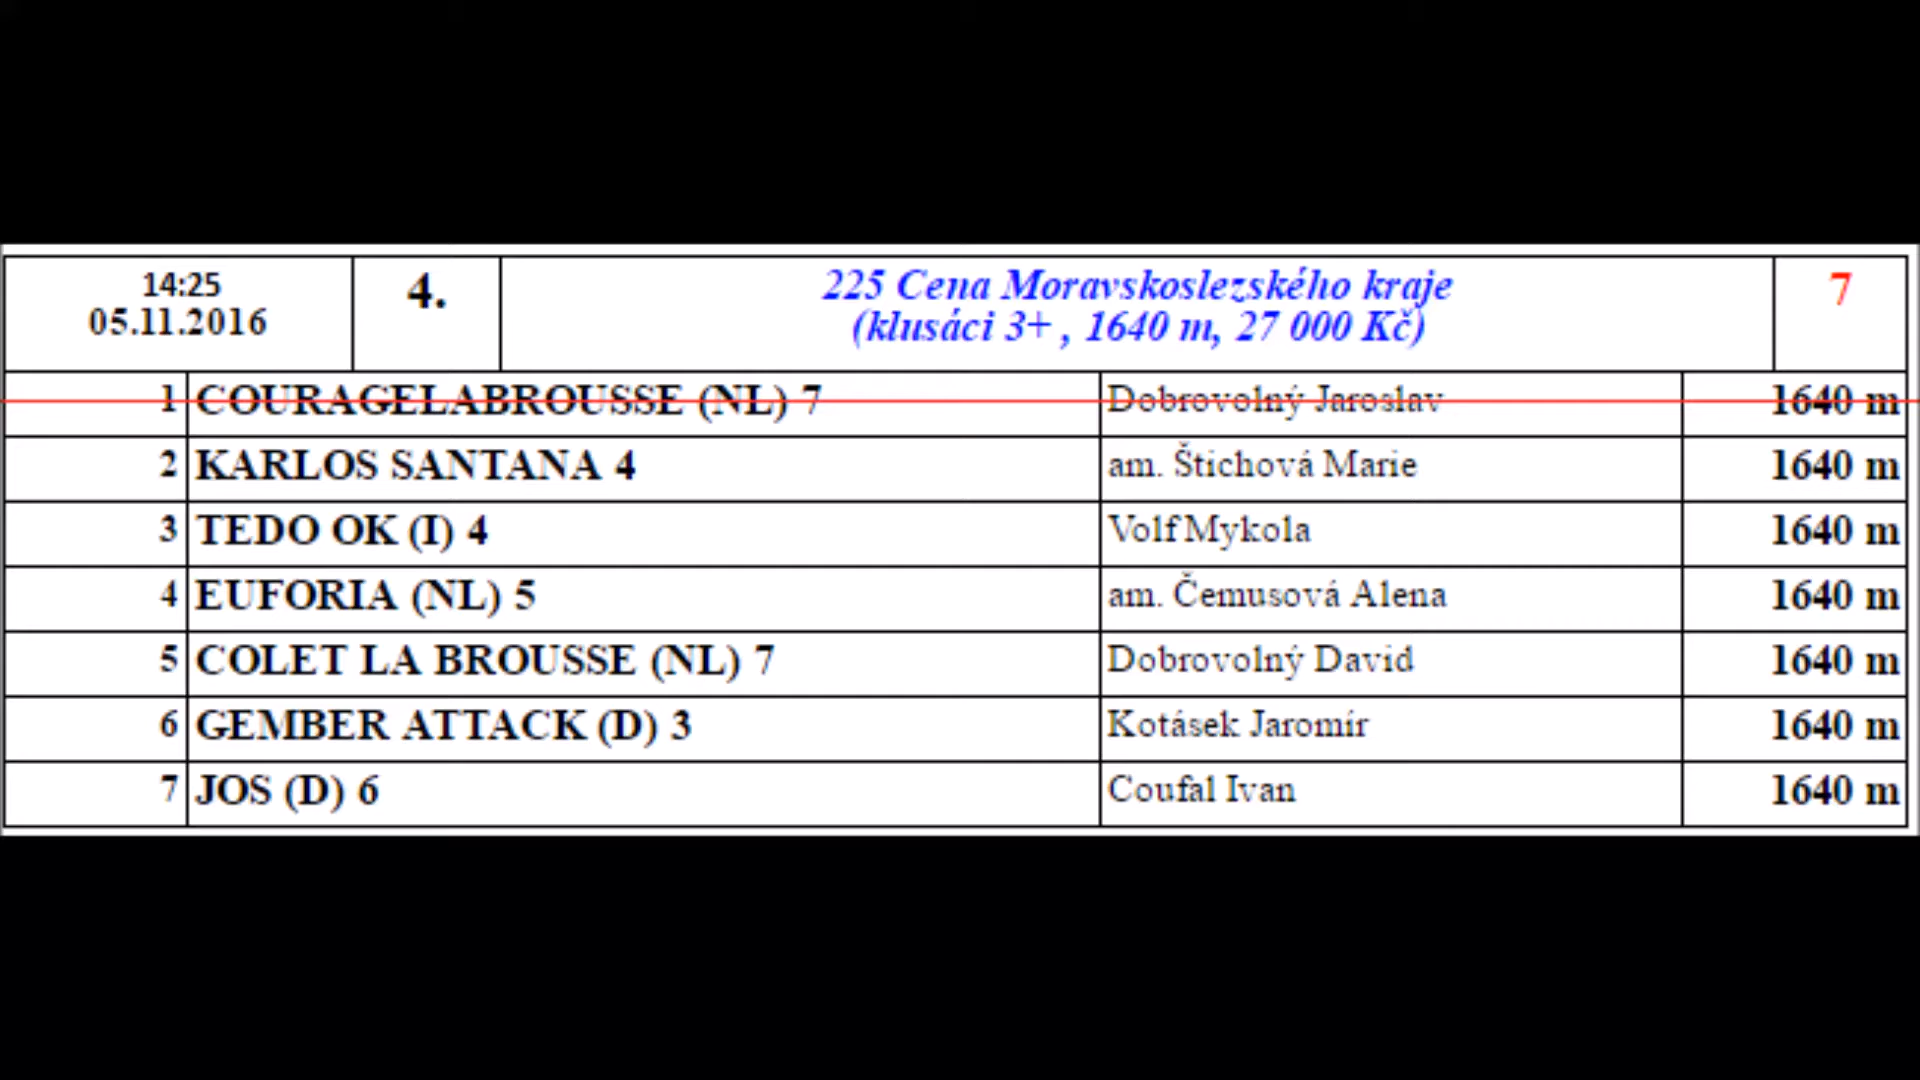 14:25
05.11.2016
4.
225 Cena Moravskoslezského kraje
(klusáci 3+ , 1640 m, 27 000 Kč)
7
1 COURAGELABROUSSE (NL) 7 Dobrovolný Jaroslav 1640 m
2 KARLOS SANTANA 4 am. Štichová Marie 1640 m
3 TEDO OK (I) 4 Volf Mykola 1640 m
4 EUFORIA (NL) 5 am. Čemusová Alena 1640 m
5 COLET LA BROUSSE (NL) 7 Dobrovolný David 1640 m
6 GEMBER ATTACK (D) 3 Kotásek Jaromír 1640 m
7 JOS (D) 6 Coufal Ivan 1640 m